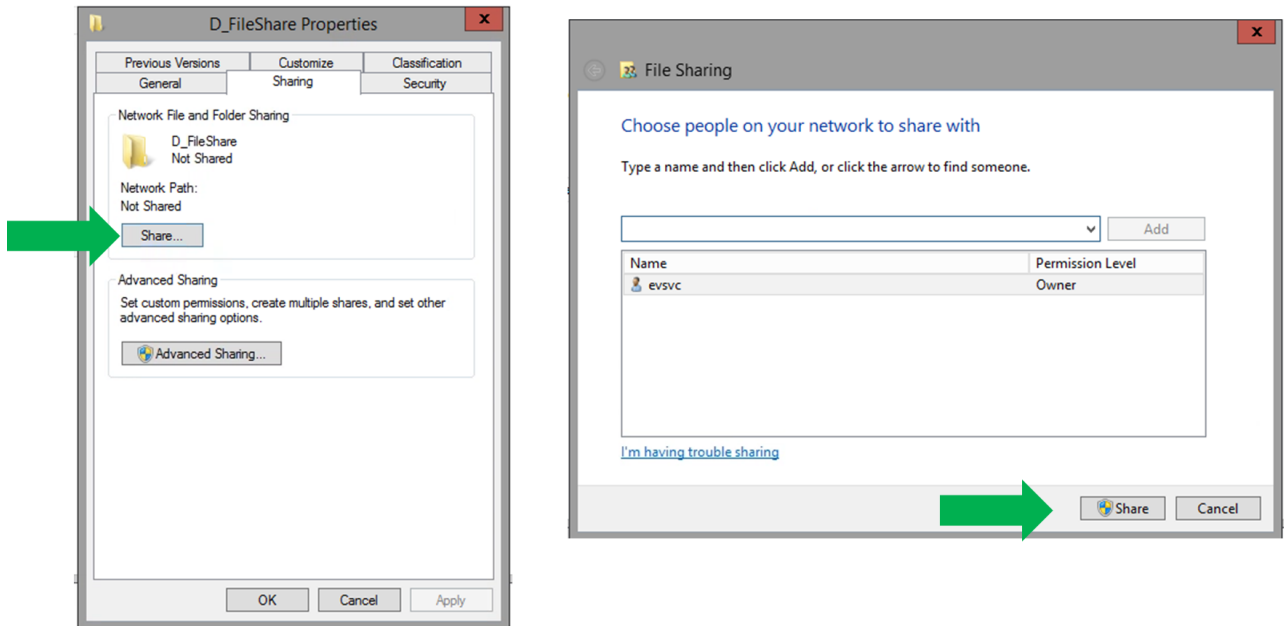 D_FileShare Properties
x
Previous Versions
Customize
Classification
General
Sharing
Security
Network File and Folder Sharing
D_FileShare
Not Shared
Network Path:
Not Shared
Share...
Advanced Sharing
Set custom permissions, create multiple shares, and set other
advanced sharing options.
Advanced Sharing...
OK
Cancel
Apply
x
File Sharing
Choose people on your network to share with
Type a name and then click Add, or click the arrow to find someone.
Add
Name
Permission Level
evsvc
Owner
I'm having trouble sharing
Share
Cancel